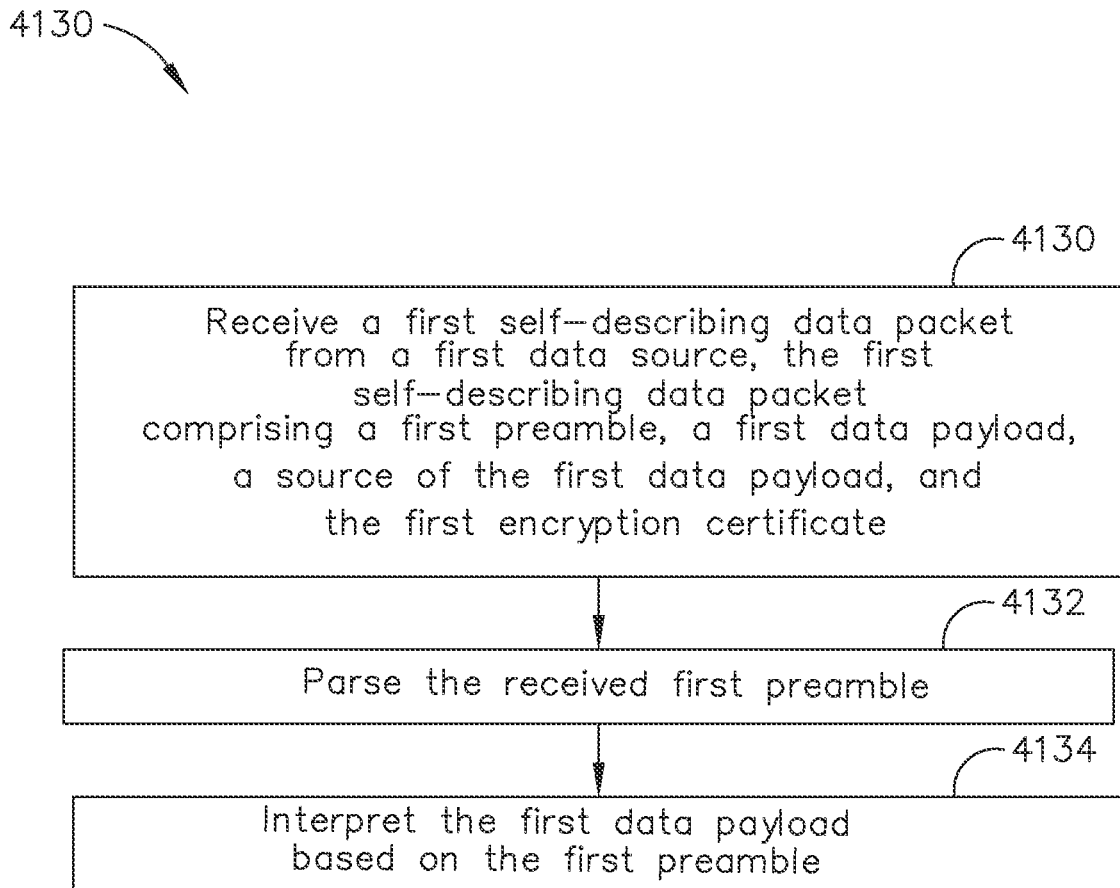 4130
4130
Receive a first self-describing data packet
from a first data source, the first
self-describing data packet
comprising a first preamble, a first data payload,
a source of the first data payload, and
the first encryption certificate
4132
Parse the received first preamble
4134
Interpret the first data payload
based on the first preamble